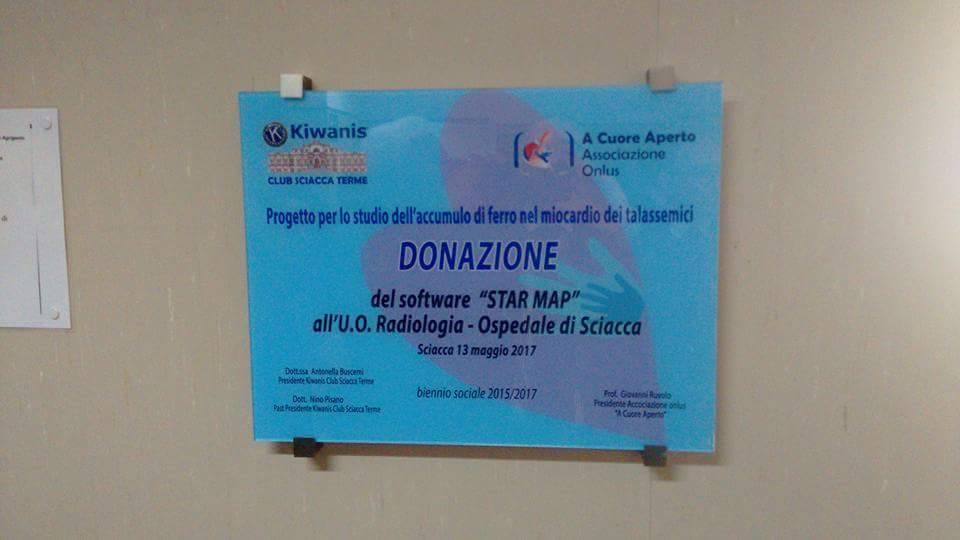 Kiwanis
CLUB SCIACCA TERME
A Cuore Aperto
Associazione
Onlus
Progetto per lo studio dell'accumulo di ferro nel miocardio dei talassemici
DONAZIONE
del software "STAR MAP"
all'U.O. Radiologia - Ospedale di Sciacca
Sciacca 13 maggio 2017
Dott.ssa Antonella Buscemi
Presidente Kiwanis Club Sciacca Terme
Dott. Nino Pisano
Past Presidente Kiwanis Club Sciacca Terme
biennio sociale 2015/2017
Prof. Giovanni Ruvolo
Presidente Accociazione onlus
"A Cuore Aperto"